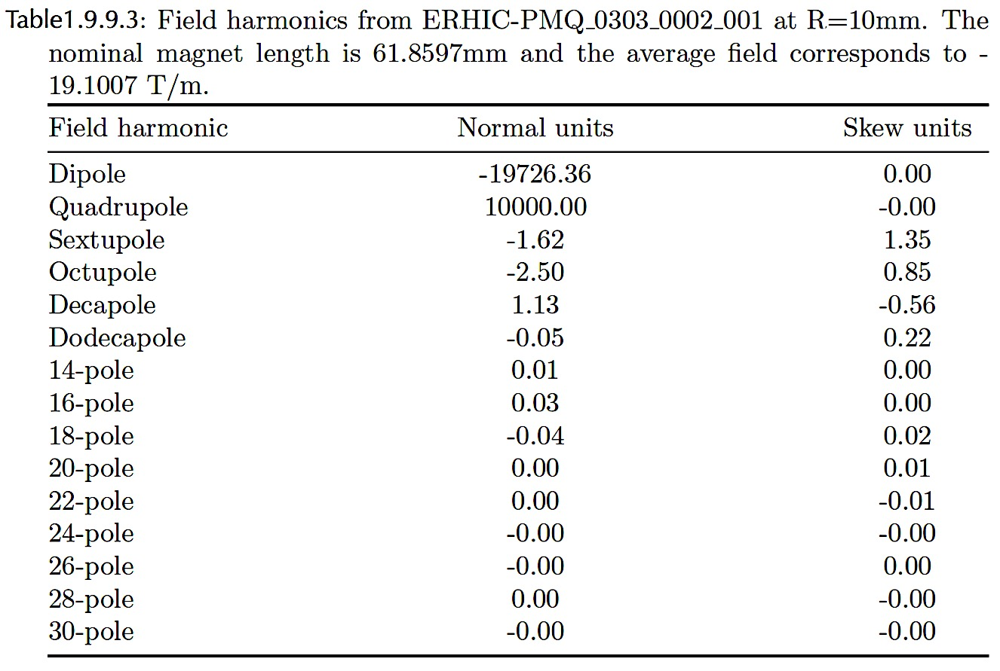 Table1.9.9.3: Field harmonics from ERHIC-PMQ_0303_0002_001 at R=10mm. The
nominal magnet length is 61.8597mm and the average field corresponds to -
19.1007 T/m.
Field harmonic Normal units Skew units
Dipole -19726.36 0.00
Quadrupole 10000.00 -0.00
Sextupole -1.62 1.35
Octupole -2.50 0.85
Decapole 1.13 -0.56
Dodecapole -0.05 0.22
14-pole 0.01 0.00
16-pole 0.03 0.00
18-pole -0.04 0.02
20-pole 0.00 0.01
22-pole 0.00 -0.01
24-pole -0.00 -0.00
26-pole -0.00 0.00
28-pole 0.00 -0.00
30-pole -0.00 -0.00